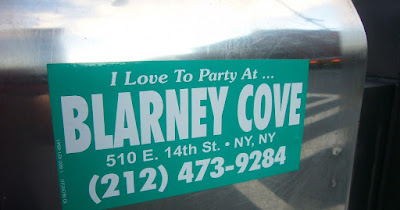 I Love To Party At ...
BLARNEY COVE
510 E. 14th St. • NY, NY
(212) 473-9284